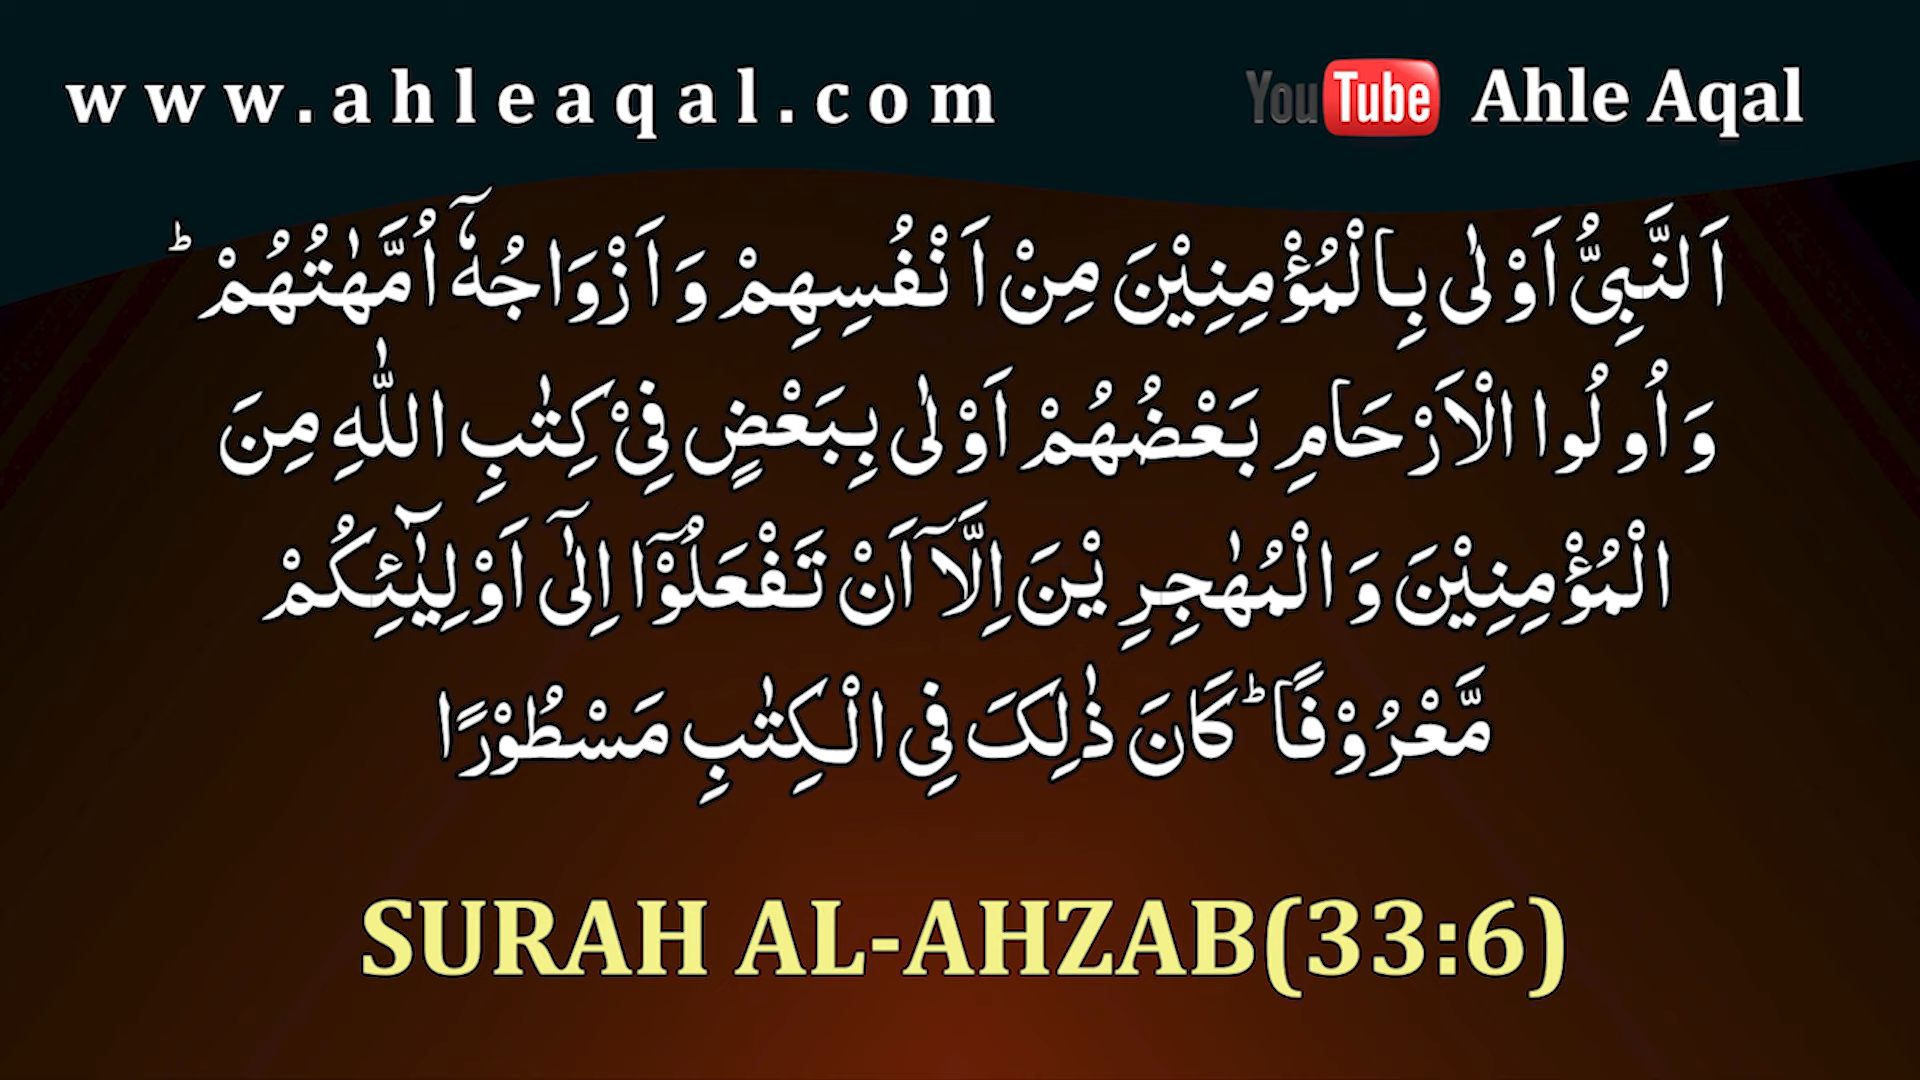 www.ahleaqal.com
YouTube Ahle Aqal
اَلنَّبِیُّ اَوْلٰی بِالْمُؤْمِنِیْنَ مِنْ اَنْفُسِهِمْ وَ اَزْوَاجُهٗۤ اُمَّهٰتُهُمْ ؕ
وَ اُولُوا الْاَرْحَامِ بَعْضُهُمْ اَوْلٰی بِبَعْضٍ فِیْ کِتٰبِ اللّٰهِ مِنَ
الْمُؤْمِنِیْنَ وَ الْمُهٰجِرِیْنَ اِلَّاۤ اَنْ تَفْعَلُوْۤا اِلٰۤی اَوْلِیٰٓئِکُمْ
مَّعْرُوْفًا ؕ کَانَ ذٰلِکَ فِی الْکِتٰبِ مَسْطُوْرًا
SURAH AL-AHZAB(33:6)